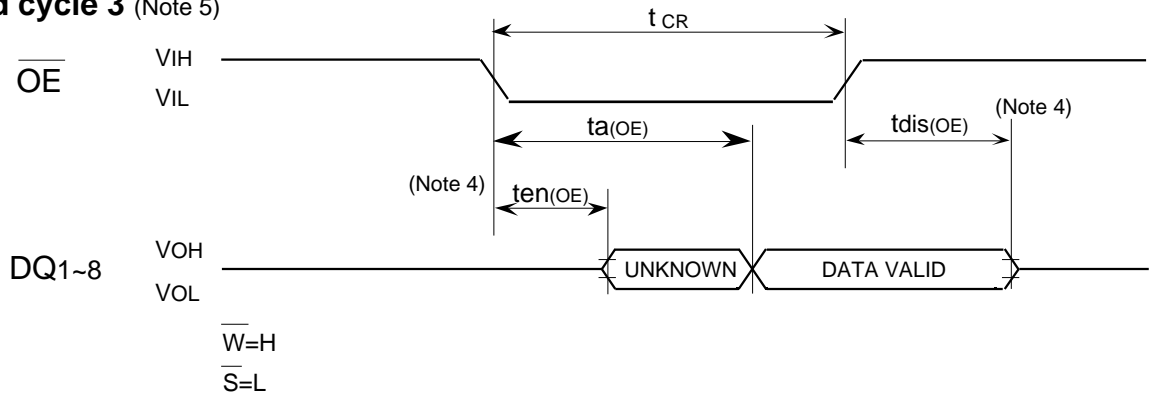 cycle 3 (Note 5)
t CR
OE
VIH
VIL
ta(OE)
tdis(OE)
(Note 4)
(Note 4)
ten(OE)
DQ1~8
VOH
VOL
UNKNOWN
DATA VALID
W=H
S=L